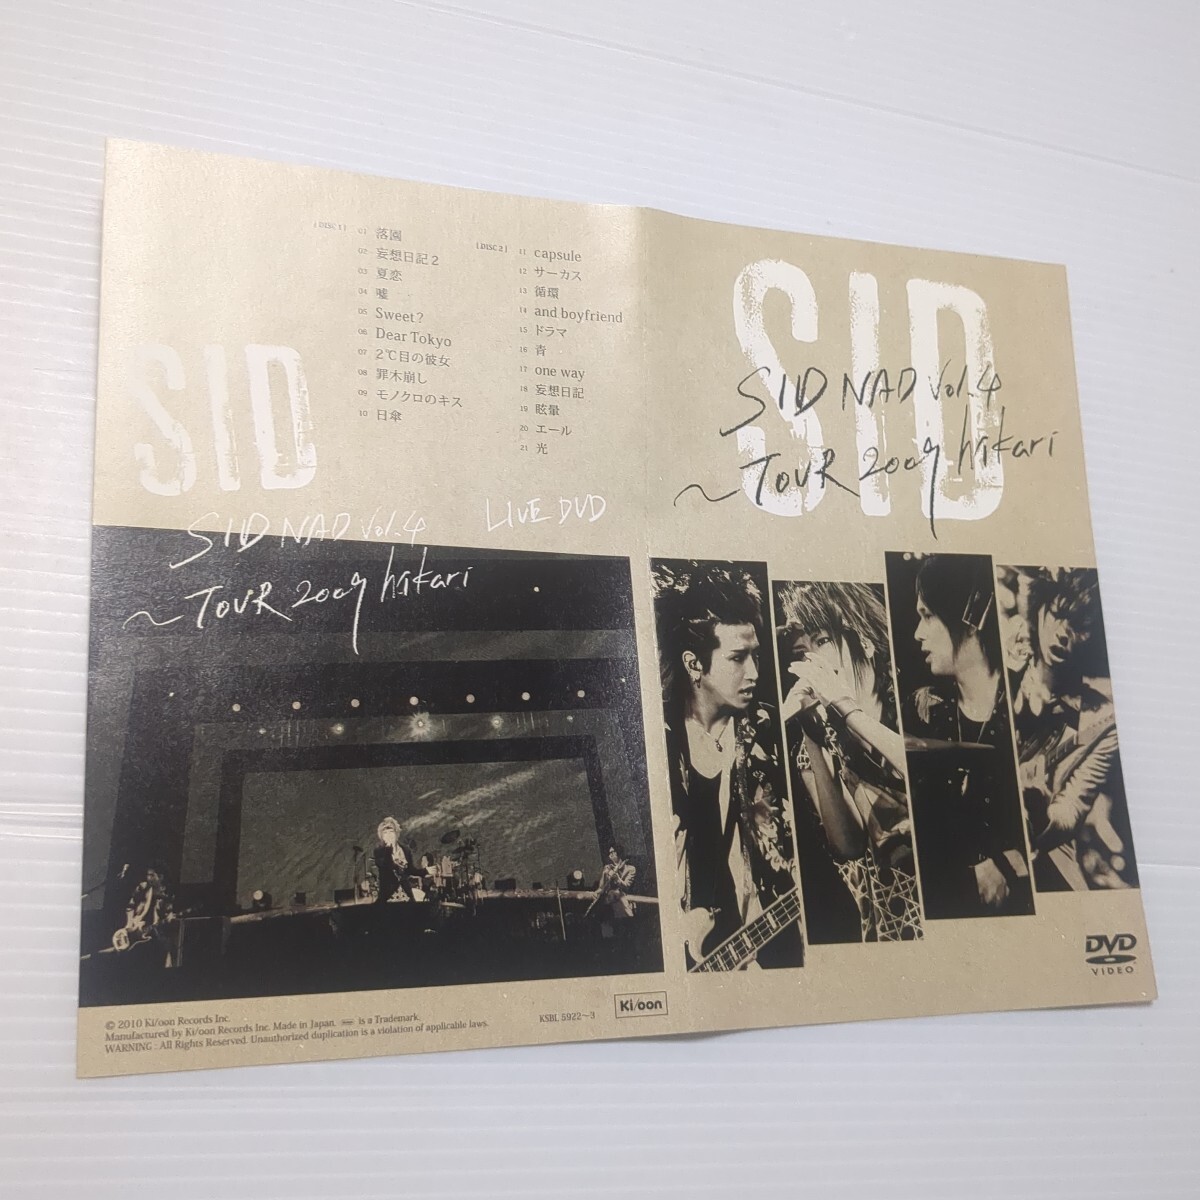 [DISC 1]
01 落園
02 妄想日記2
03 夏恋
04 嘘
05 Sweet?
06 Dear Tokyo
07 2℃目の彼女
08 罪木崩し
09 モノクロのキス
10 日傘
[DISC 2]
11 capsule
12 サーカス
13 循環
14 and boyfriend
15 ドラマ
16 青
17 one way
18 妄想日記
19 眩暈
20 エール
21 光
SID
SID NAD Vol.4
~TOUR 2009 hikari
LIVE DVD
© 2010 Ki/oon Records Inc.
Manufactured by Ki/oon Records Inc. Made in Japan. is a Trademark.
WARNING : All Rights Reserved. Unauthorized duplication is a violation of applicable laws.
KSBL 5922~3
Ki/oon
SID
SID NAD Vol.4
~TOUR 2009 hikari
DVD
VIDEO